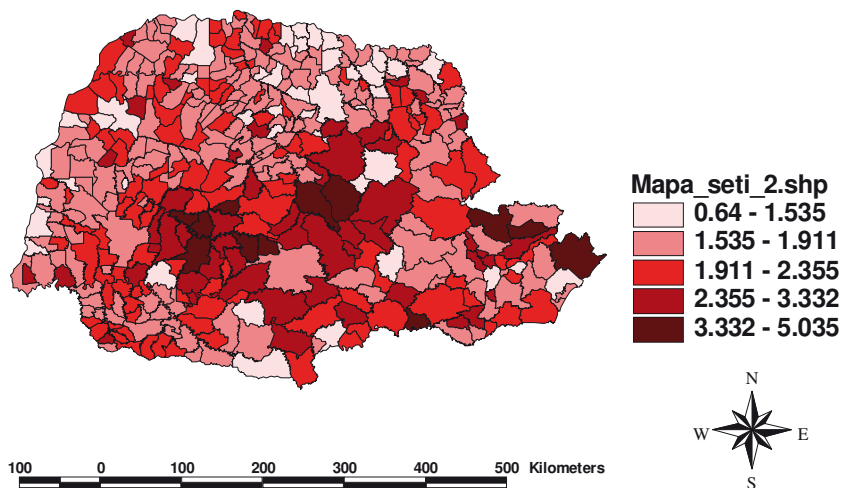 Mapa_seti_2.shp
0.64 - 1.535
1.535 - 1.911
1.911 - 2.355
2.355 - 3.332
3.332 - 5.035
N
W E
S
100 0 100 200 300 400 500 Kilometers